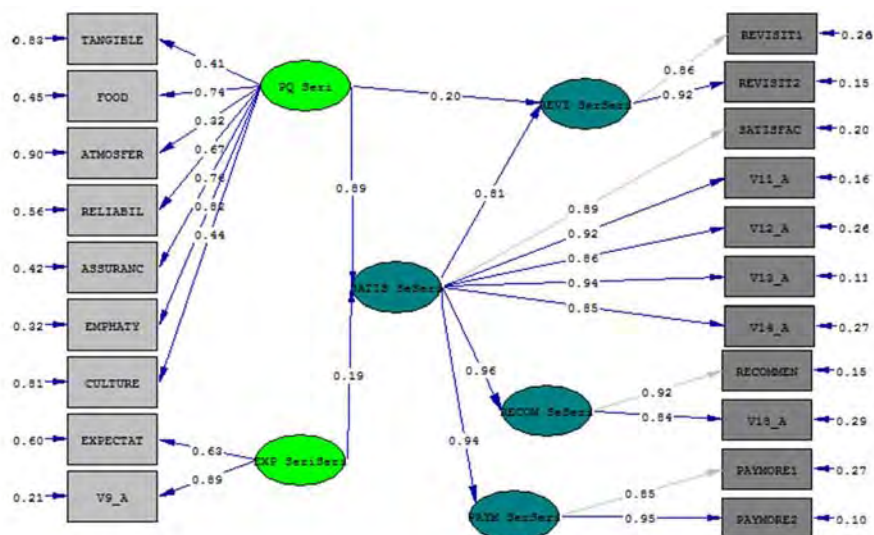 0.83 TANGIBLE
0.45 FOOD
0.90 ATMOSFER
0.56 RELIABIL
0.42 ASSURANC
0.32 EMPHATY
0.81 CULTURE
0.60 EXPECTAT
0.21 V9_A
0.41
0.74
0.32
0.67
0.76
0.82
0.44
0.63
0.89
PQ Seri
EXP SeriSeri
0.20
0.89
0.19
SATIS SeSeri
0.81
0.96
0.94
REVI SerSeri
RECOM SeSeri
PAYM SerSeri
0.86
0.92
0.89
0.92
0.86
0.94
0.85
0.92
0.84
0.85
0.95
REVISIT1 0.26
REVISIT2 0.15
SATISFAC 0.20
V11_A 0.16
V12_A 0.26
V13_A 0.11
V14_A 0.27
RECOMMEN 0.15
V18_A 0.29
PAYMORE1 0.27
PAYMORE2 0.10